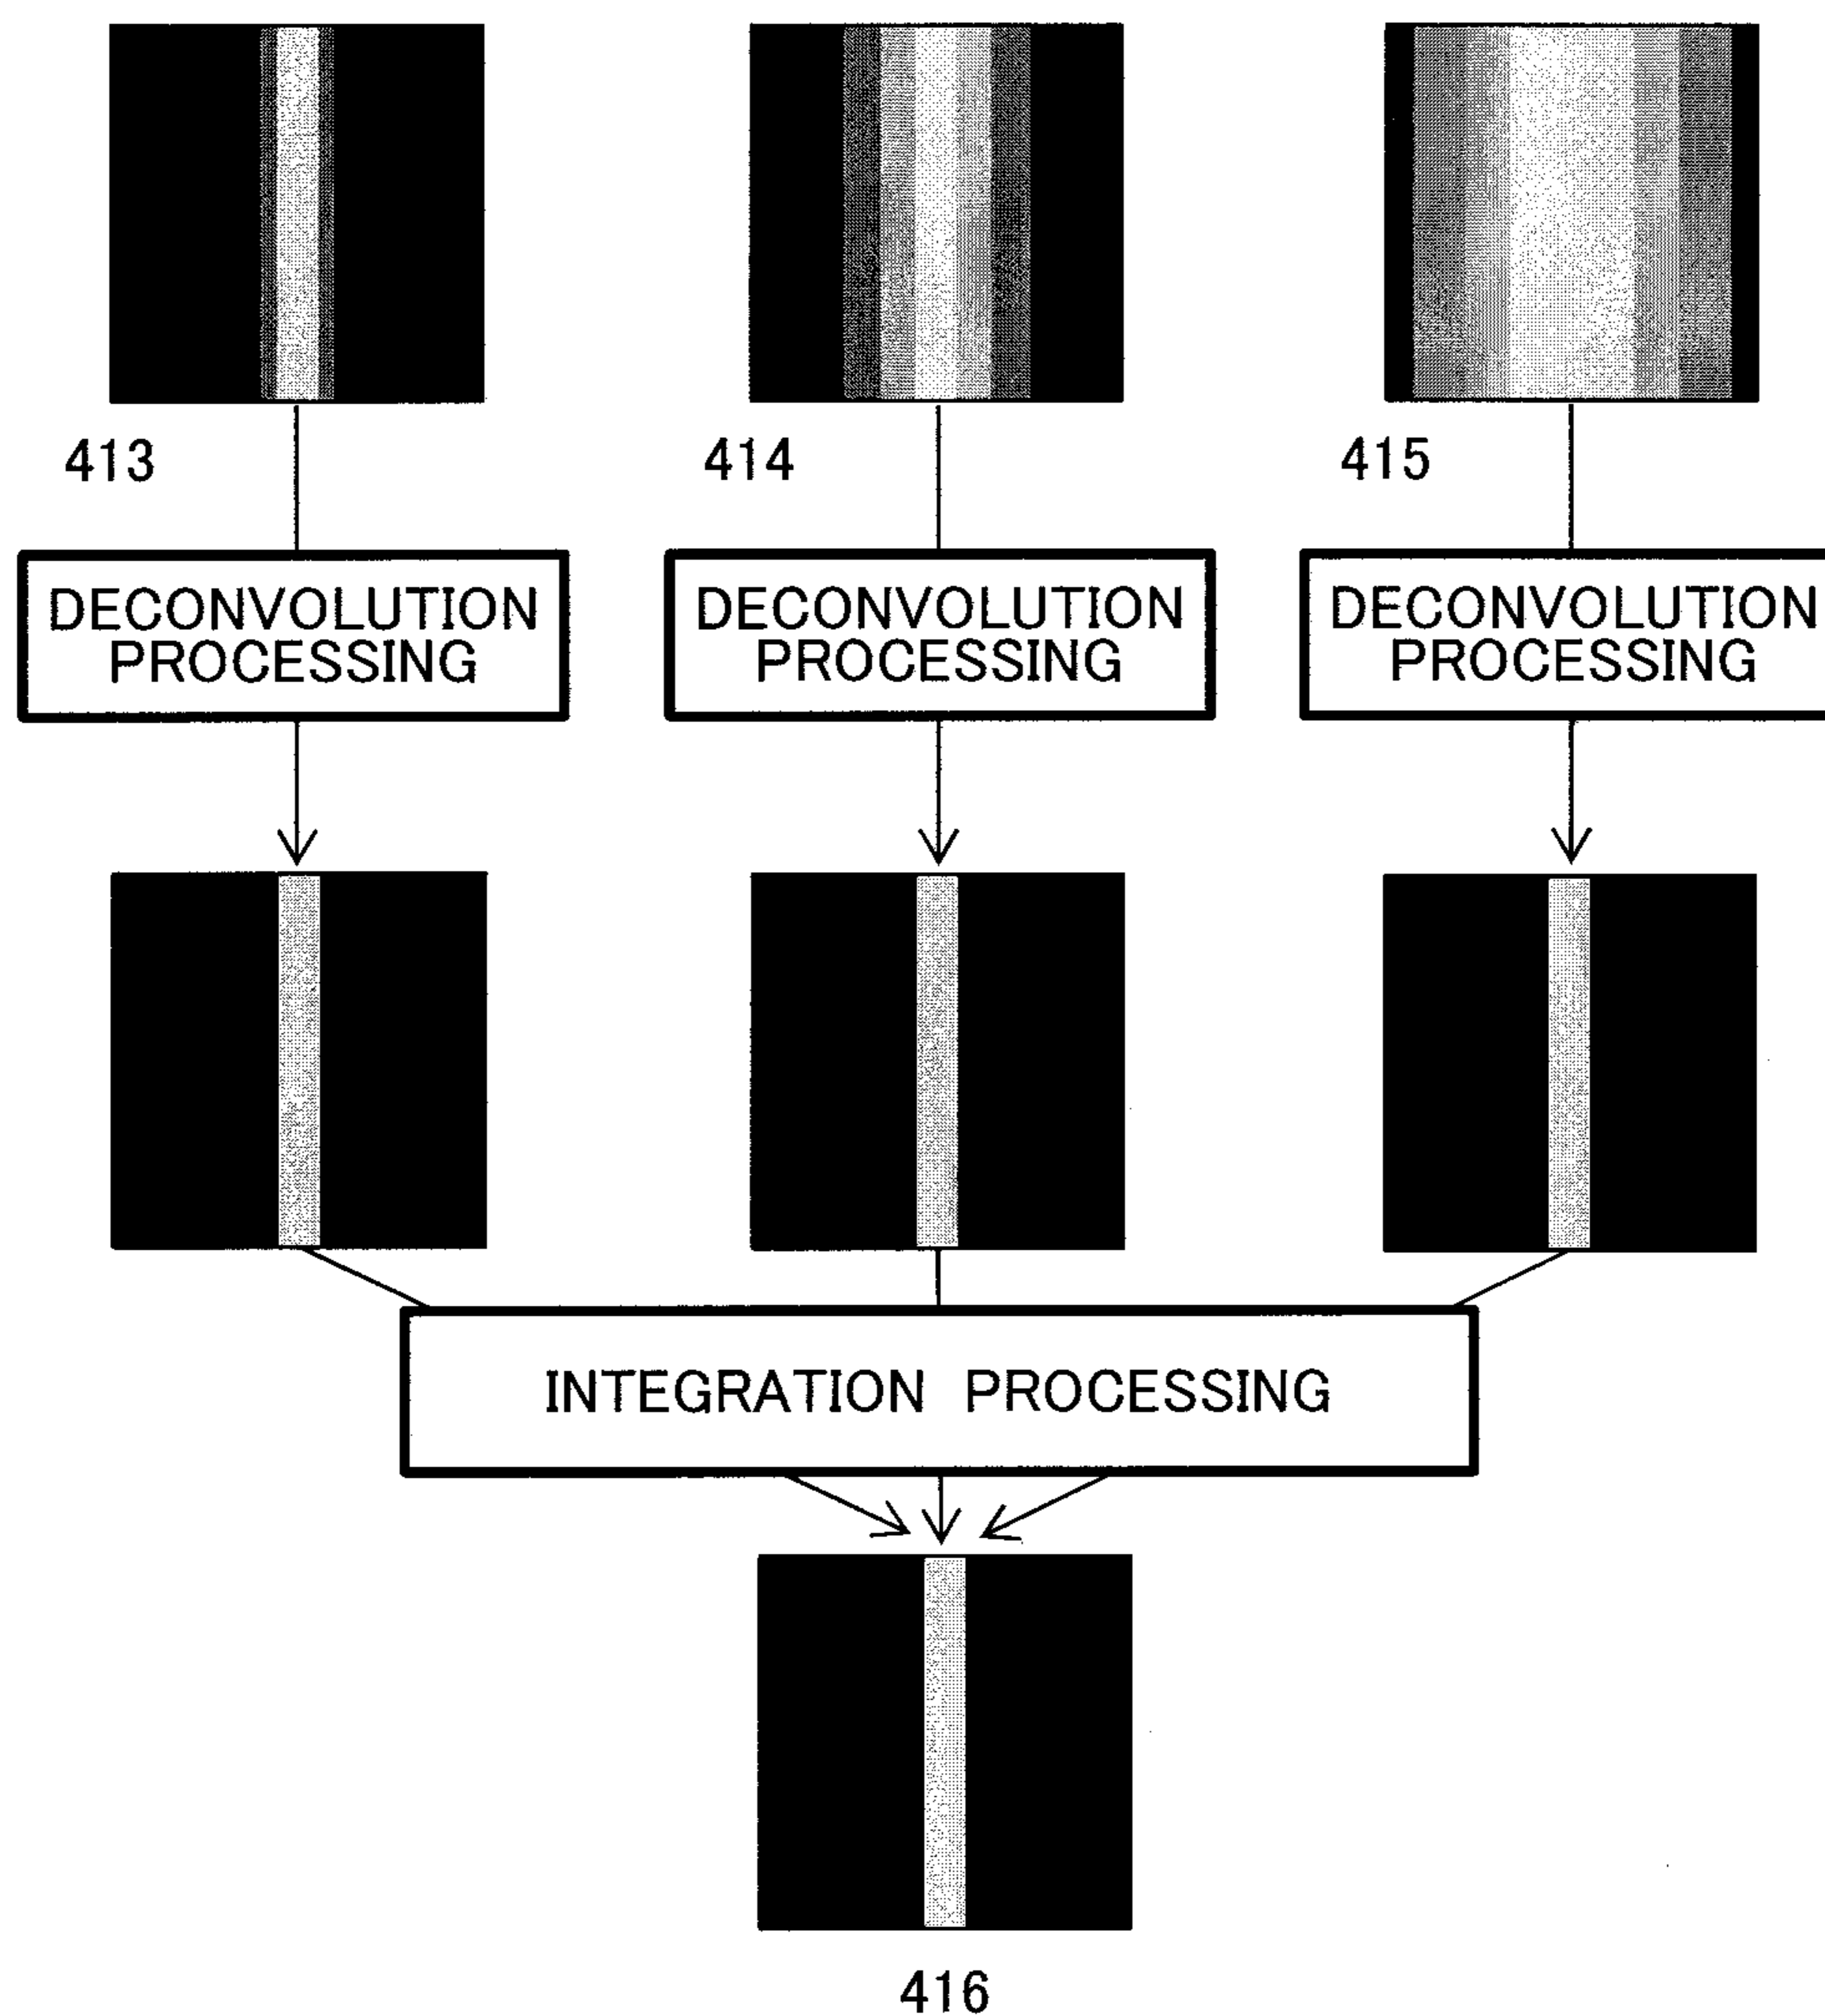 413
414
415
DECONVOLUTION
PROCESSING
DECONVOLUTION
PROCESSING
DECONVOLUTION
PROCESSING
INTEGRATION PROCESSING
416